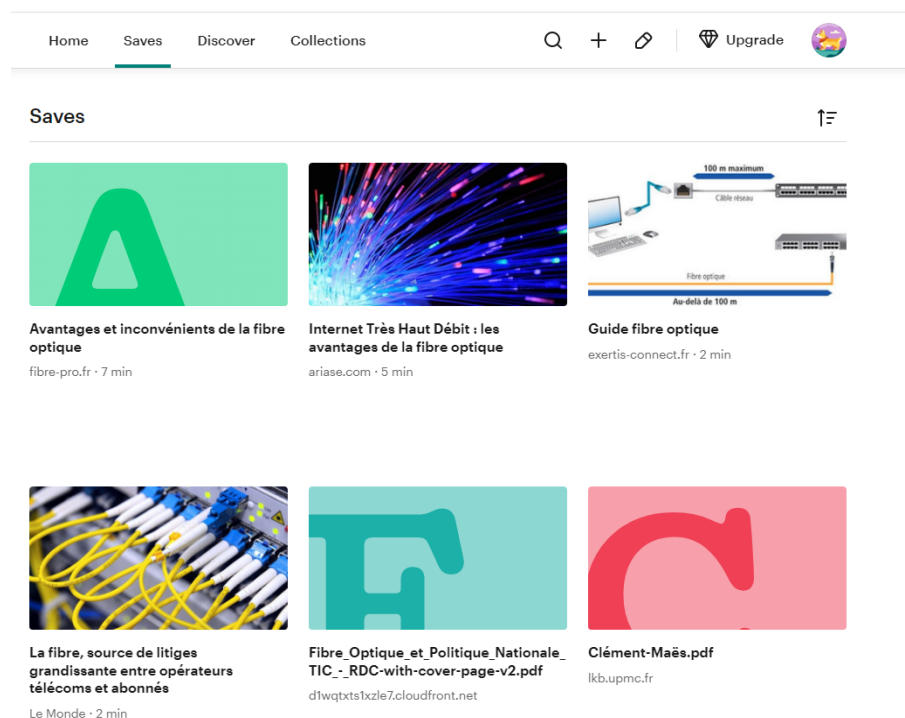 Home Saves Discover Collections Upgrade
Saves
A
100 m maximum
Câble réseau
Fibre optique
Au-delà de 100 m
Avantages et inconvénients de la fibre
optique
fibre-pro.fr · 7 min
Internet Très Haut Débit : les
avantages de la fibre optique
ariase.com · 5 min
Guide fibre optique
exertis-connect.fr · 2 min
F
C
La fibre, source de litiges
grandissante entre opérateurs
télécoms et abonnés
Le Monde · 2 min
Fibre_Optique_et_Politique_Nationale_
TIC_-_RDC-with-cover-page-v2.pdf
d1wqtxts1xzle7.cloudfront.net
Clément-Maës.pdf
lkb.upmc.fr